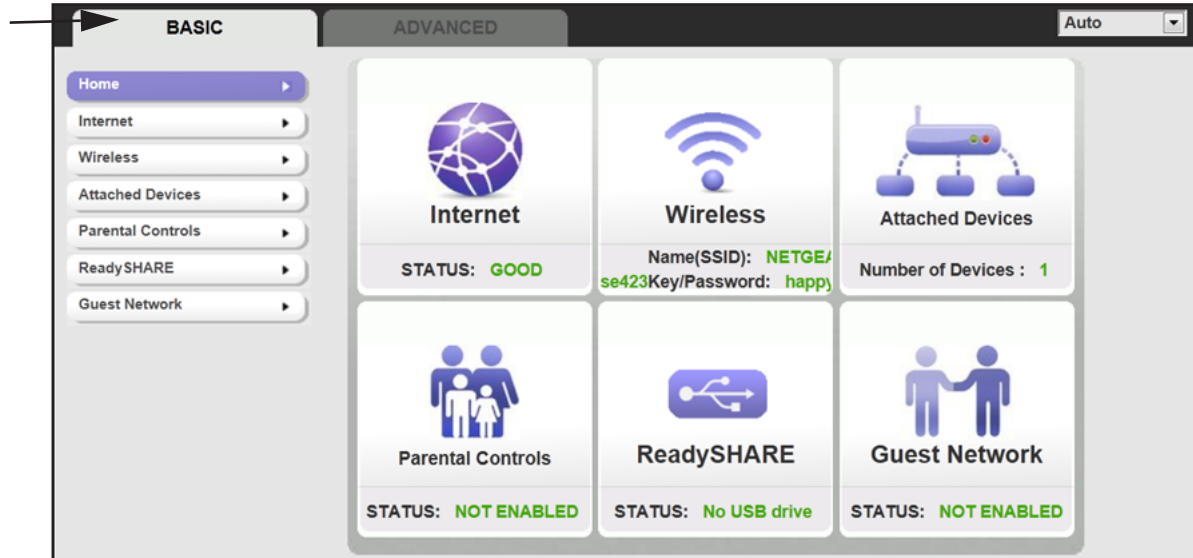 BASIC
ADVANCED
Auto
Home
Internet
Wireless
Attached Devices
Parental Controls
ReadySHARE
Guest Network
Internet
STATUS: GOOD
Wireless
Name(SSID): NETGEA
se423Key/Password: happy
Attached Devices
Number of Devices : 1
Parental Controls
STATUS: NOT ENABLED
ReadySHARE
STATUS: No USB drive
Guest Network
STATUS: NOT ENABLED